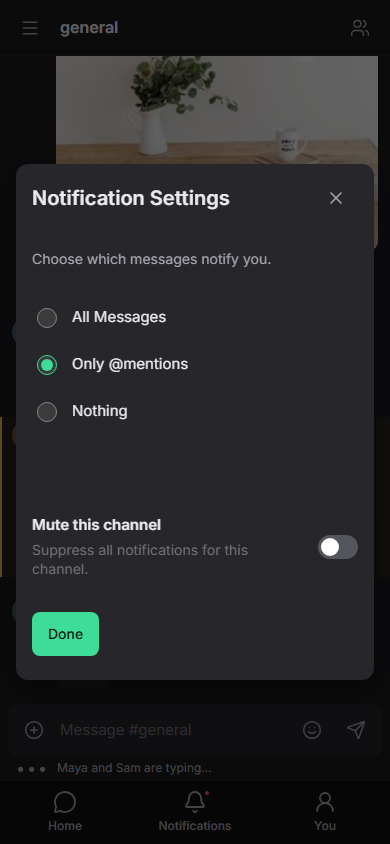 general
Notification Settings
Choose which messages notify you.
All Messages
Only @mentions
Nothing
Mute this channel
Suppress all notifications for this
channel.
Done
Message #general
Maya and Sam are typing...
Home
Notifications
You